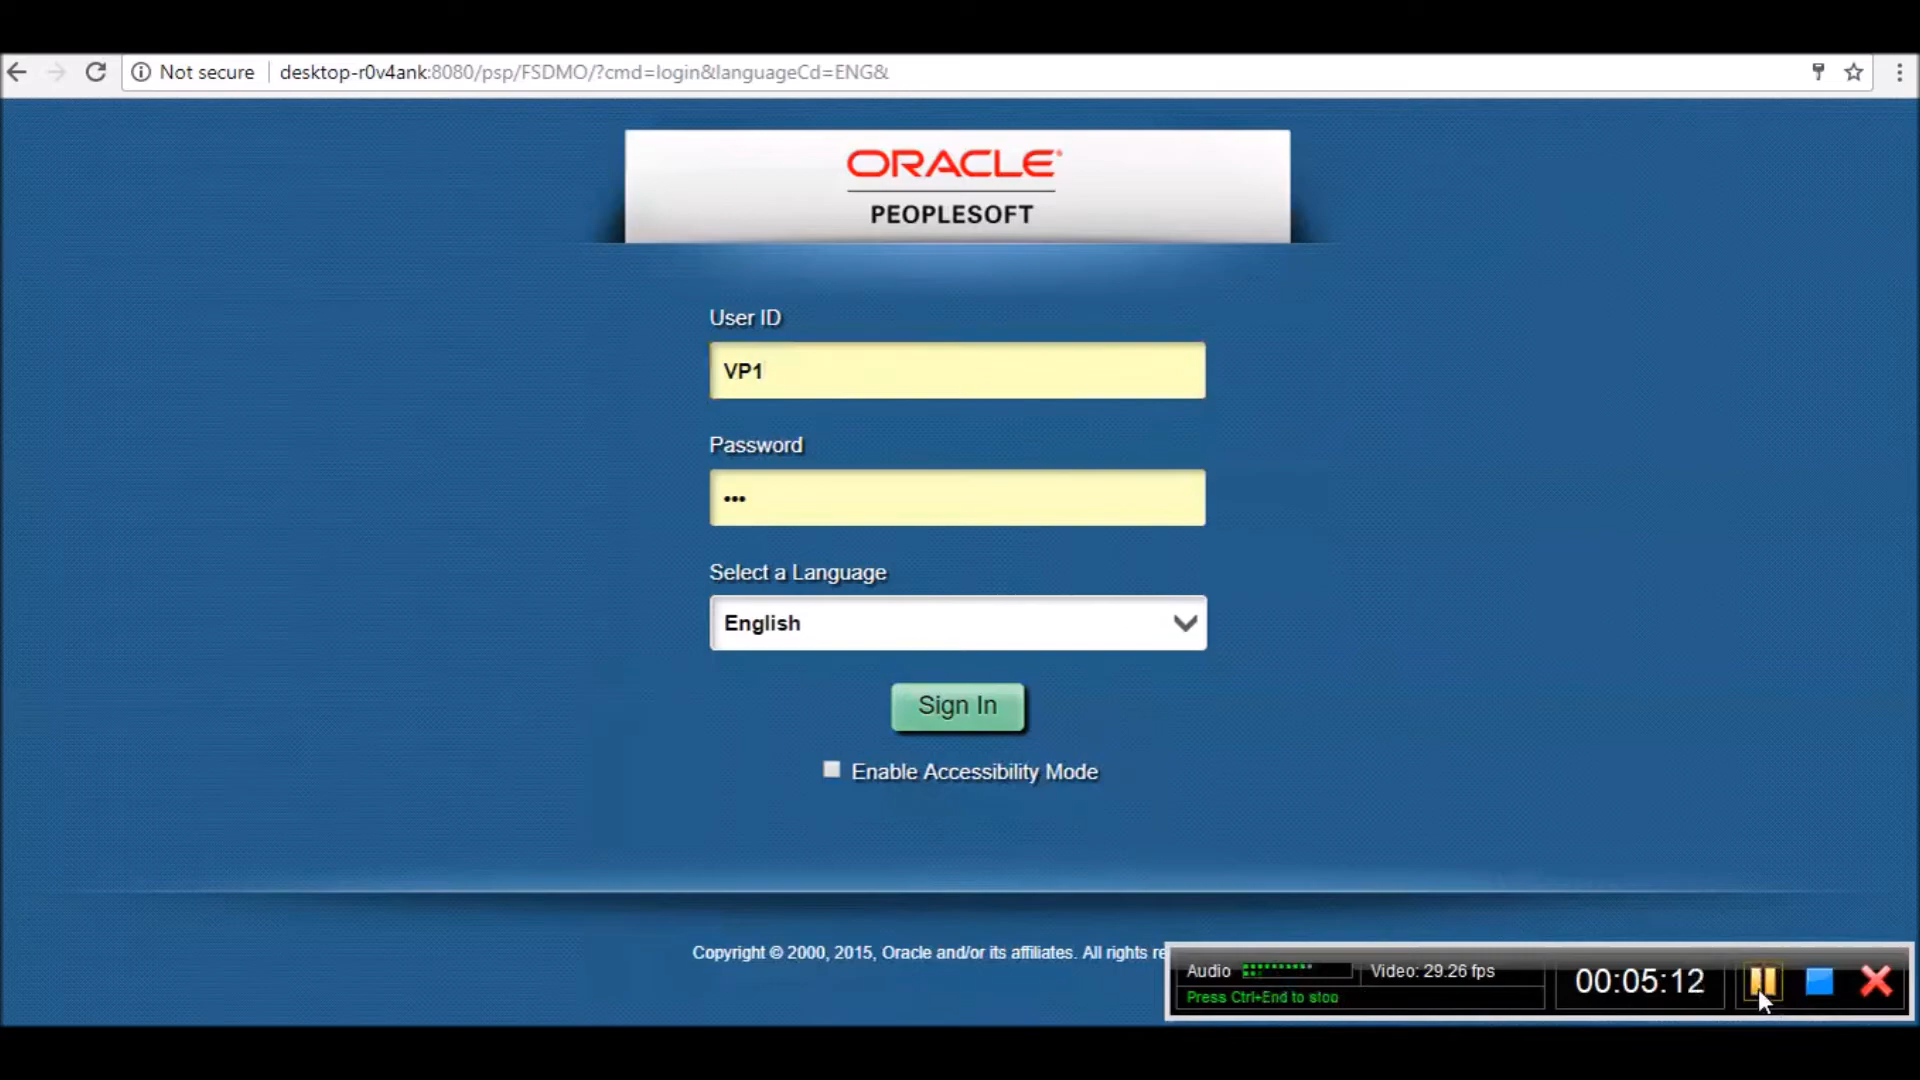 Not secure
desktop-r0v4ank:8080/psp/FSDMO/?cmd=login&languageCd=ENG&
ORACLE®
PEOPLESOFT
User ID
VP1
Password
•••
Select a Language
English
Sign In
Enable Accessibility Mode
Copyright © 2000, 2015, Oracle and/or its affiliates. All rights
Audio
Video: 29.26 fps
Press Ctrl+End to stop
00:05:12